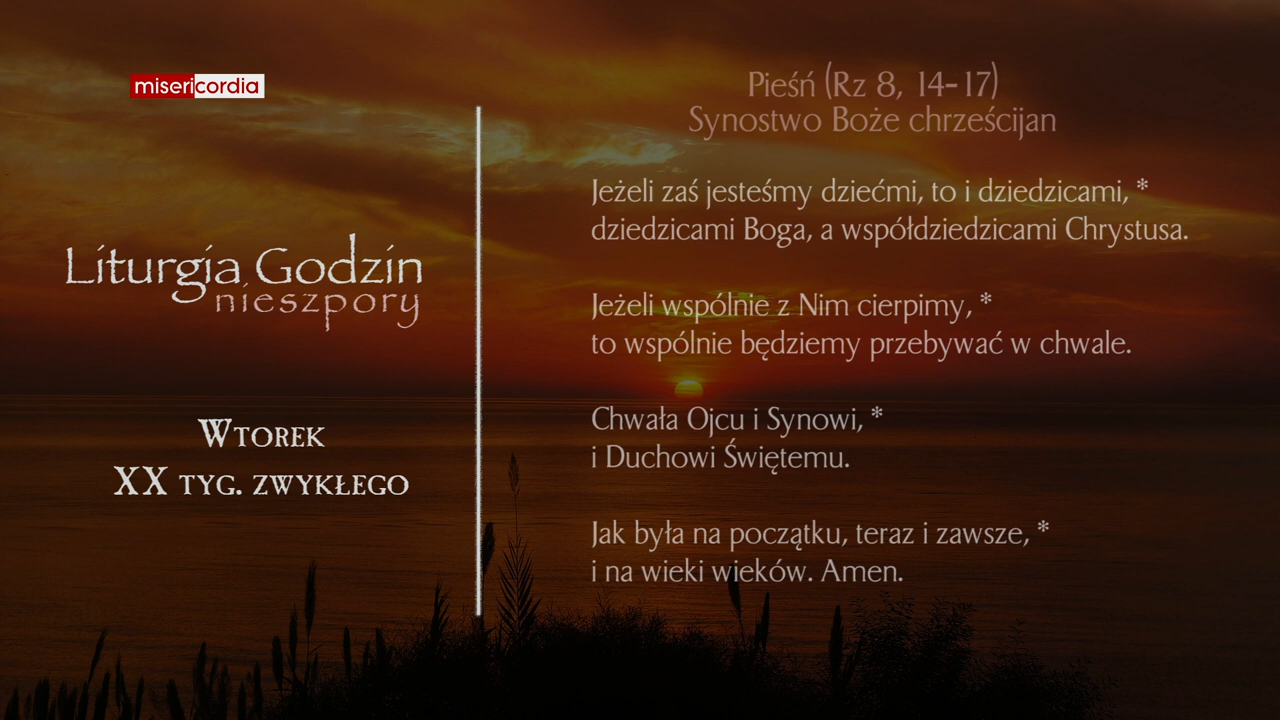 misericordia
Liturgia Godzin
nieszpory
Wtorek
XX tyg. zwykłego
Pieśń (Rz 8, 14-17)
Synostwo Boże chrześcijan
Jeżeli zaś jesteśmy dziećmi, to i dziedzicami, *
dziedzicami Boga, a współdziedzicami Chrystusa.
Jeżeli wspólnie z Nim cierpimy, *
to wspólnie będziemy przebywać w chwale.
Chwała Ojcu i Synowi, *
i Duchowi Świętemu.
Jak była na początku, teraz i zawsze, *
i na wieki wieków. Amen.